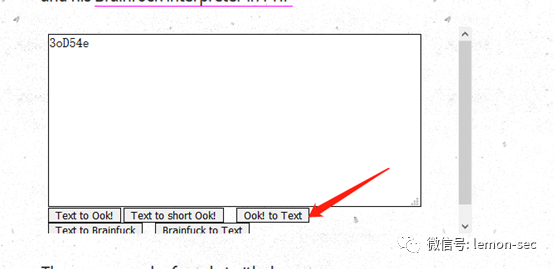 and his Brainfuck interpreter in PHP
3oD54e
Text to Ook! Text to short Ook! Ook! to Text
Text to Brainfuck Brainfuck to Text
微信号: lemon-sec